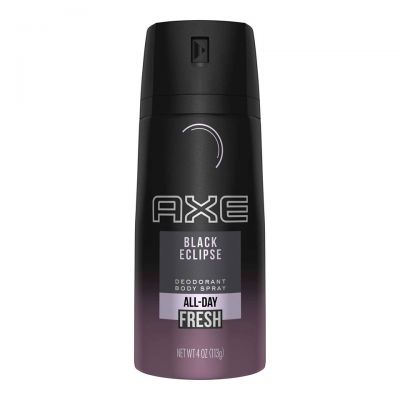 AXE
BLACK
ECLIPSE
DEODORANT
BODY SPRAY
ALL-DAY
FRESH
NET WT 4 OZ (113g)